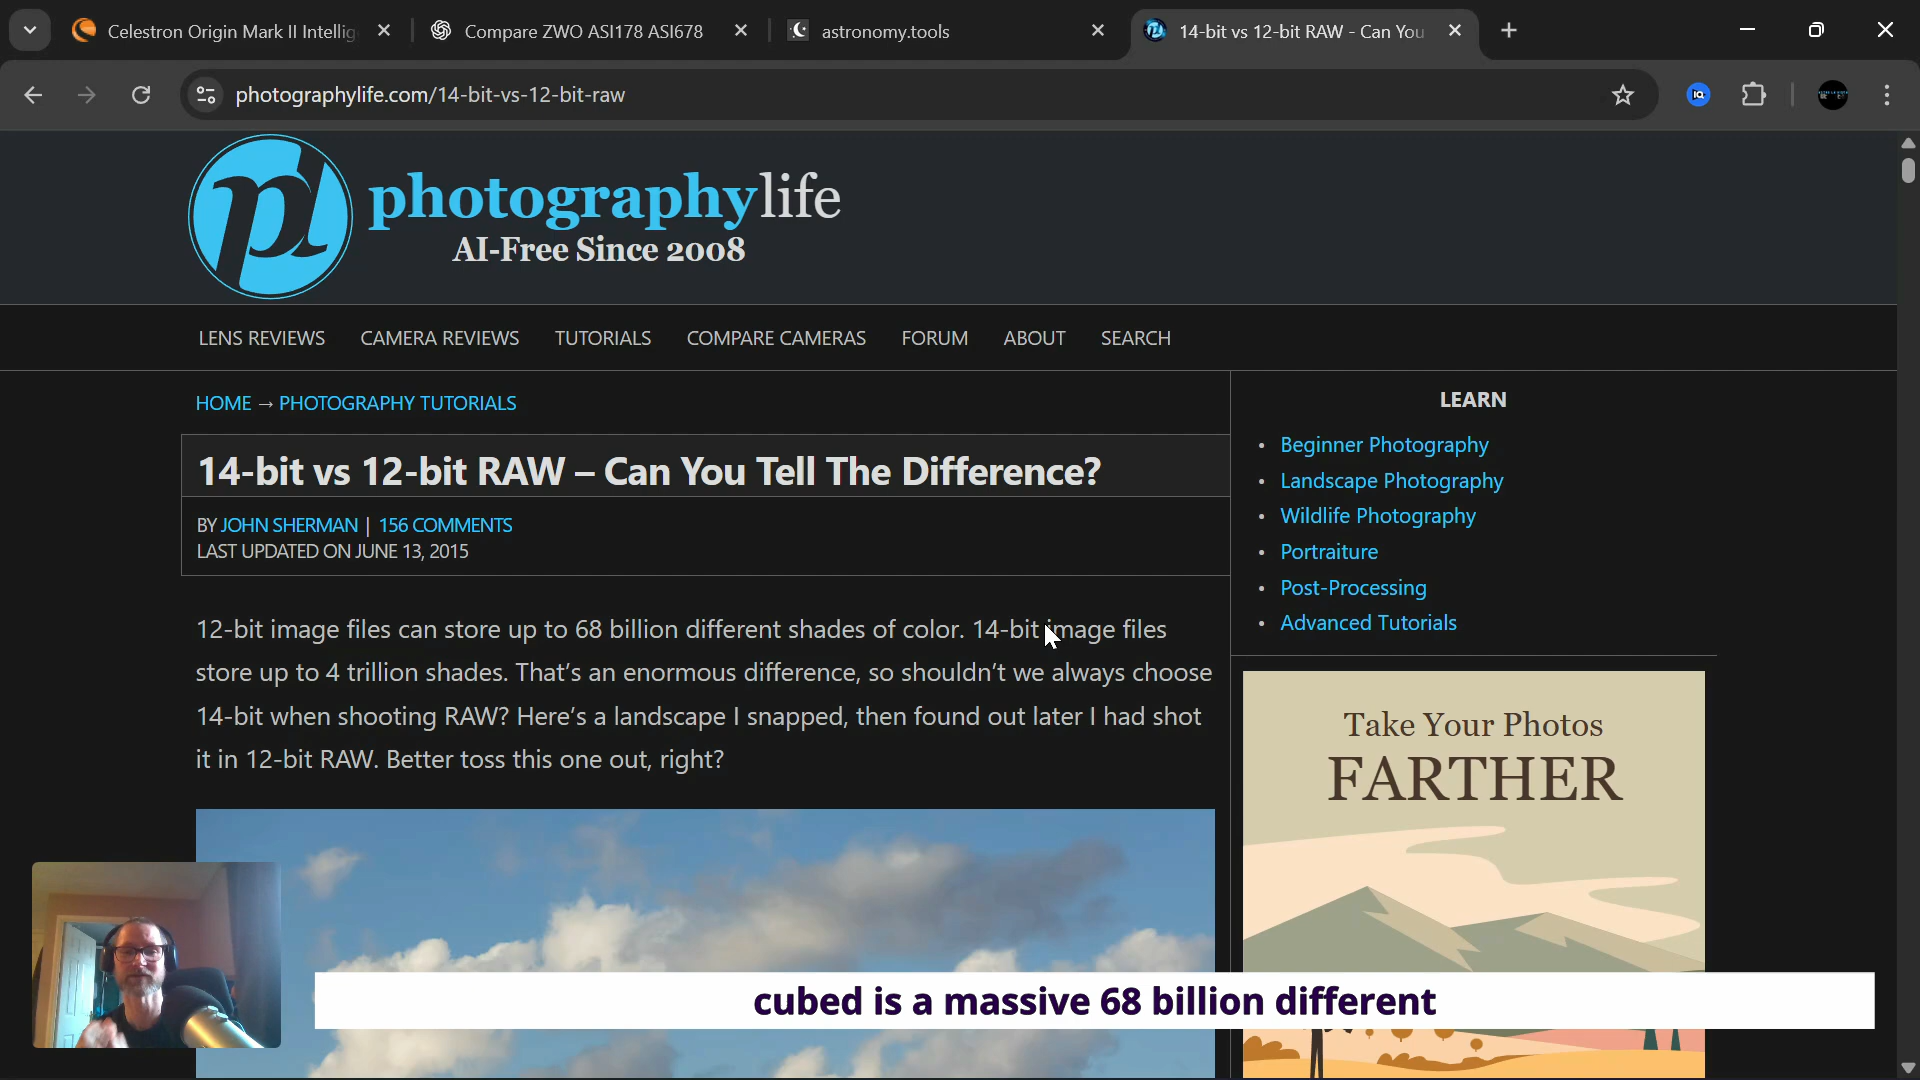 Celestron Origin Mark II Intellig
Compare ZWO ASI178 ASI678
astronomy.tools
14-bit vs 12-bit RAW - Can You
photographylife.com/14-bit-vs-12-bit-raw
IQ
photographylife
AI-Free Since 2008
LENS REVIEWS CAMERA REVIEWS TUTORIALS COMPARE CAMERAS FORUM ABOUT SEARCH
HOME → PHOTOGRAPHY TUTORIALS
14-bit vs 12-bit RAW – Can You Tell The Difference?
BY JOHN SHERMAN | 156 COMMENTS
LAST UPDATED ON JUNE 13, 2015
12-bit image files can store up to 68 billion different shades of color. 14-bit image files
store up to 4 trillion shades. That’s an enormous difference, so shouldn’t we always choose
14-bit when shooting RAW? Here’s a landscape I snapped, then found out later I had shot
it in 12-bit RAW. Better toss this one out, right?
LEARN
• Beginner Photography
• Landscape Photography
• Wildlife Photography
• Portraiture
• Post-Processing
• Advanced Tutorials
Take Your Photos
FARTHER
cubed is a massive 68 billion different